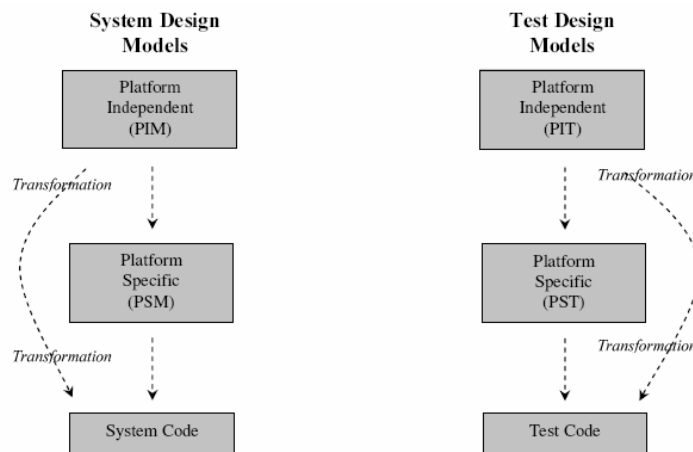 System Design
Models
Test Design
Models
Platform
Independent
(PIM)
Platform
Independent
(PIT)
Transformation
Transformation
Platform
Specific
(PSM)
Platform
Specific
(PST)
Transformation
Transformation
System Code
Test Code